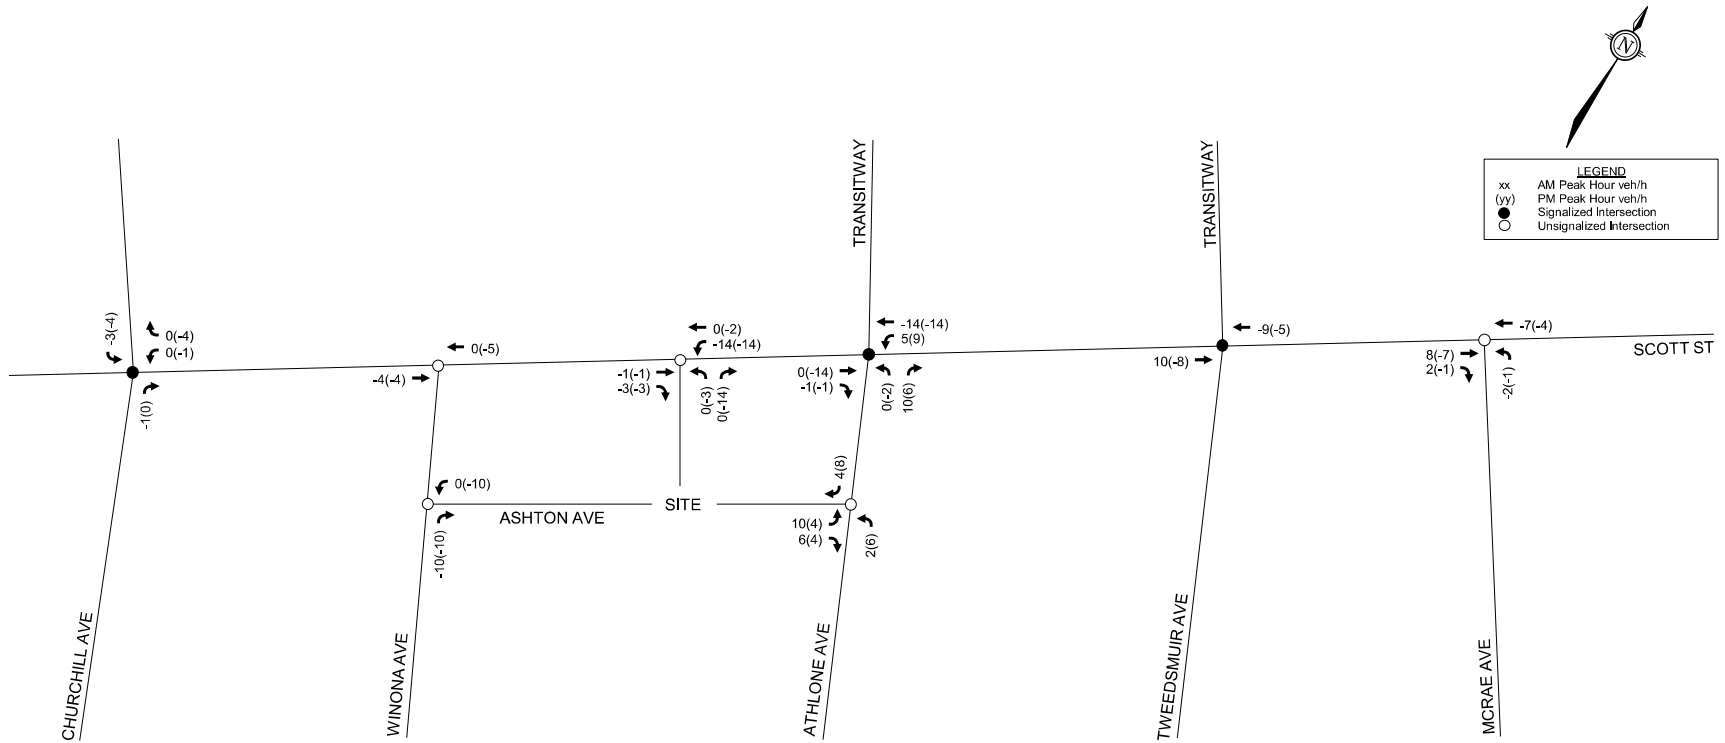 N
LEGEND
xx AM Peak Hour veh/h
(yy) PM Peak Hour veh/h
Signalized Intersection
Unsignalized Intersection
TRANSITWAY
TRANSITWAY
-3(-4)
0(-4)
0(-1)
-1(0)
0(-5)
-4(-4)
0(-2)
-14(-14)
-1(-1)
-3(-3)
0(-3)
0(-14)
-14(-14)
5(9)
0(-14)
-1(-1)
0(-2)
10(6)
-9(-5)
10(-8)
-7(-4)
8(-7)
2(-1)
-2(-1)
SCOTT ST
0(-10)
-10(-10)
ASHTON AVE
SITE
4(8)
10(4)
6(4)
2(6)
CHURCHILL AVE
WINONA AVE
ATHLONE AVE
TWEEDSMUIR AVE
MCRAE AVE